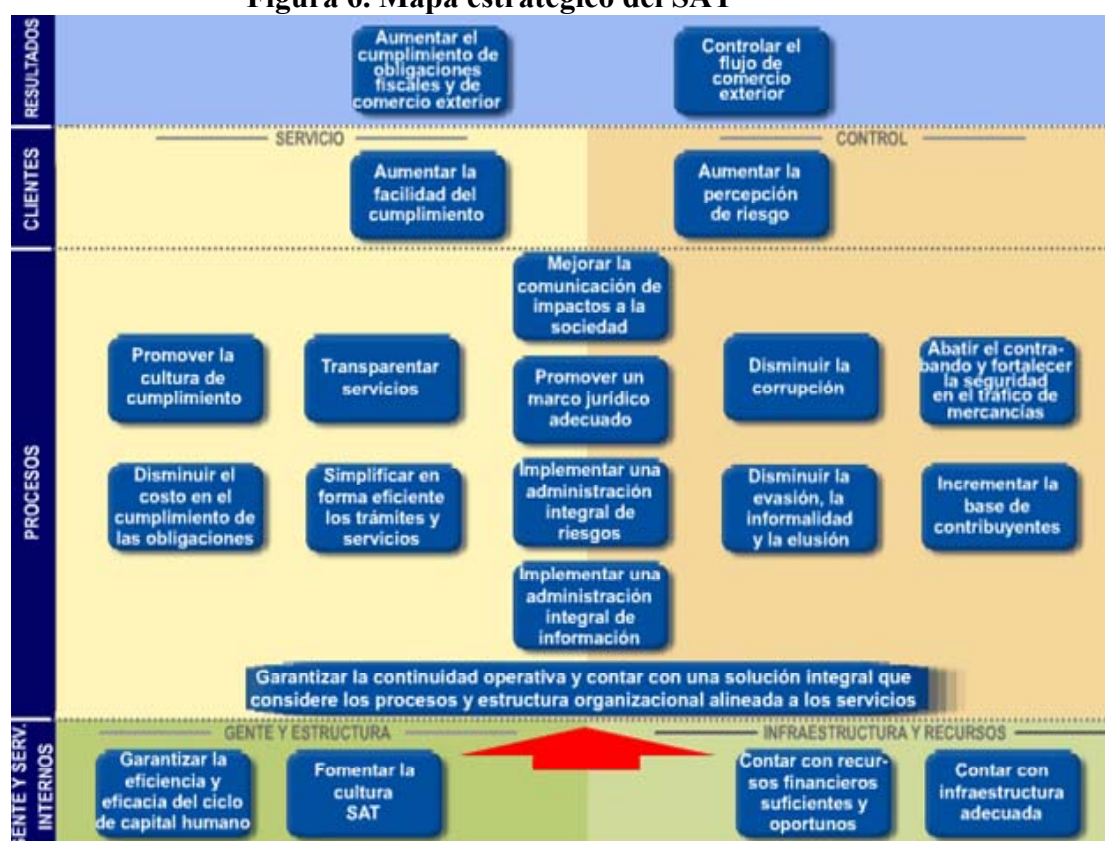 Figura 6. Mapa estratégico del SAT
RESULTADOS
Aumentar el
cumplimiento de
obligaciones
fiscales y de
comercio exterior
Controlar el
flujo de
comercio
exterior
SERVICIO
CONTROL
CLIENTES
Aumentar la
facilidad del
cumplimiento
Aumentar la
percepción
de riesgo
PROCESOS
Mejorar la
comunicación de
impactos a la
sociedad
Promover la
cultura de
cumplimiento
Transparentar
servicios
Promover un
marco jurídico
adecuado
Disminuir la
corrupción
Abatir el contra-
bando y fortalecer
la seguridad
en el tráfico de
mercancías
Disminuir el
costo en el
cumplimiento de
las obligaciones
Simplificar en
forma eficiente
los trámites y
servicios
Implementar una
administración
integral de
riesgos
Disminuir la
evasión, la
informalidad
y la elusión
Incrementar la
base de
contribuyentes
Implementar una
administración
integral de
información
Garantizar la continuidad operativa y contar con una solución integral que
considere los procesos y estructura organizacional alineada a los servicios
GENTE Y SERV.
INTERNOS
GENTE Y ESTRUCTURA
INFRAESTRUCTURA Y RECURSOS
Garantizar la
eficiencia y
eficacia del ciclo
de capital humano
Fomentar la
cultura
SAT
Contar con recur-
sos financieros
suficientes y
oportunos
Contar con
infraestructura
adecuada